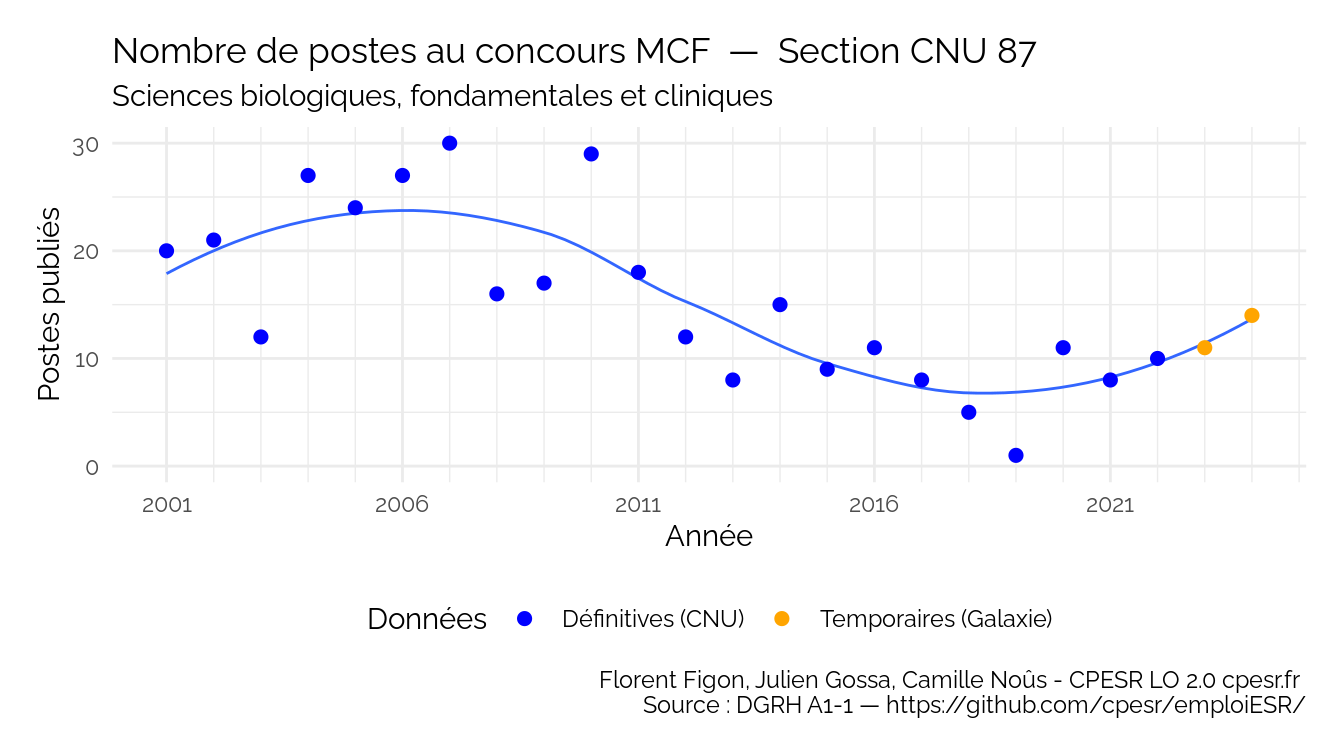 Nombre de postes au concours MCF — Section CNU 87
Sciences biologiques, fondamentales et cliniques
Postes publiés
30
20
10
0
2001 2006 2011 2016 2021
Année
Données Définitives (CNU) Temporaires (Galaxie)
Florent Figon, Julien Gossa, Camille Noûs - CPESR LO 2.0 cpesr.fr
Source : DGRH A1-1 — https://github.com/cpesr/emploiESR/